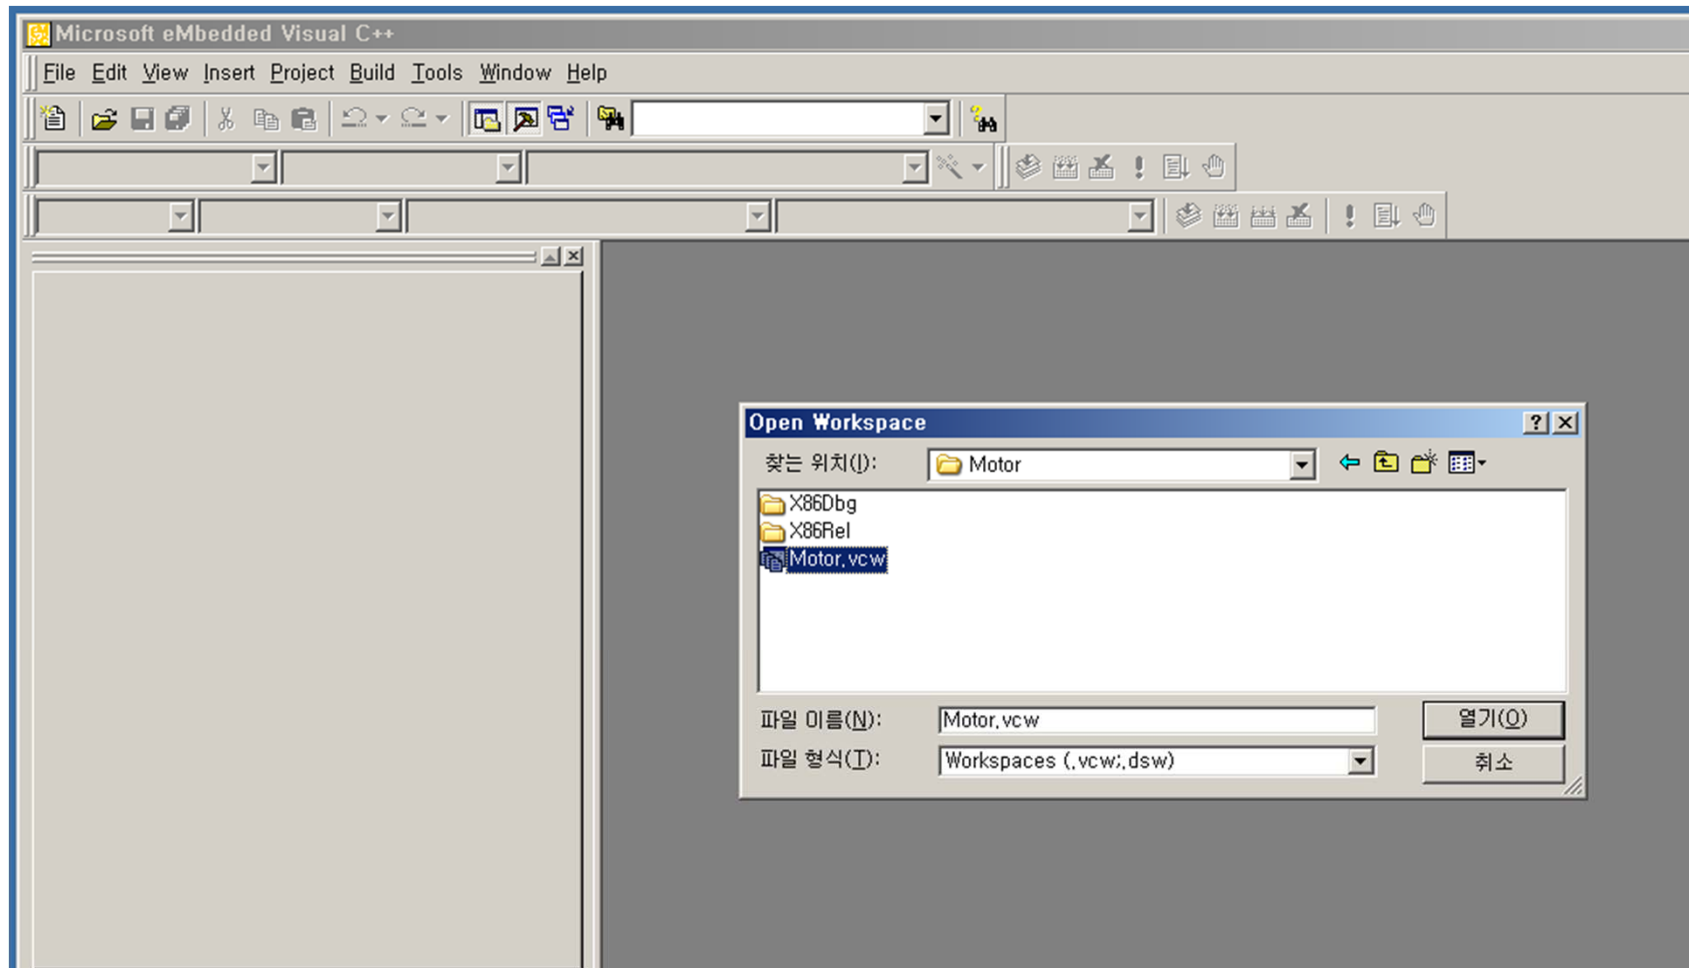 Microsoft eMbedded Visual C++
File Edit View Insert Project Build Tools Window Help
Open Workspace
찾는 위치(I): Motor
X86Dbg
X86Rel
Motor.vcw
파일 이름(N): Motor.vcw 열기(O)
파일 형식(T): Workspaces (.vcw;.dsw) 취소